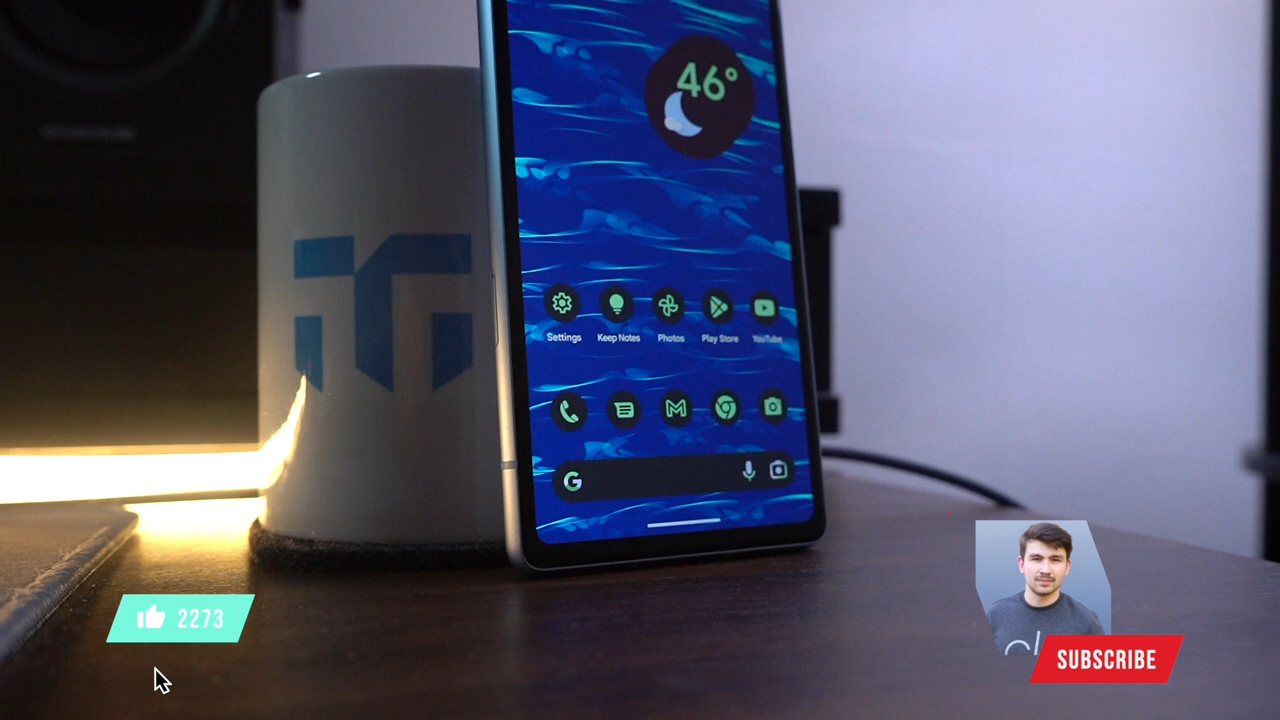 46°
Settings
Keep Notes
Photos
Play Store
YouTube
G
2273
SUBSCRIBE